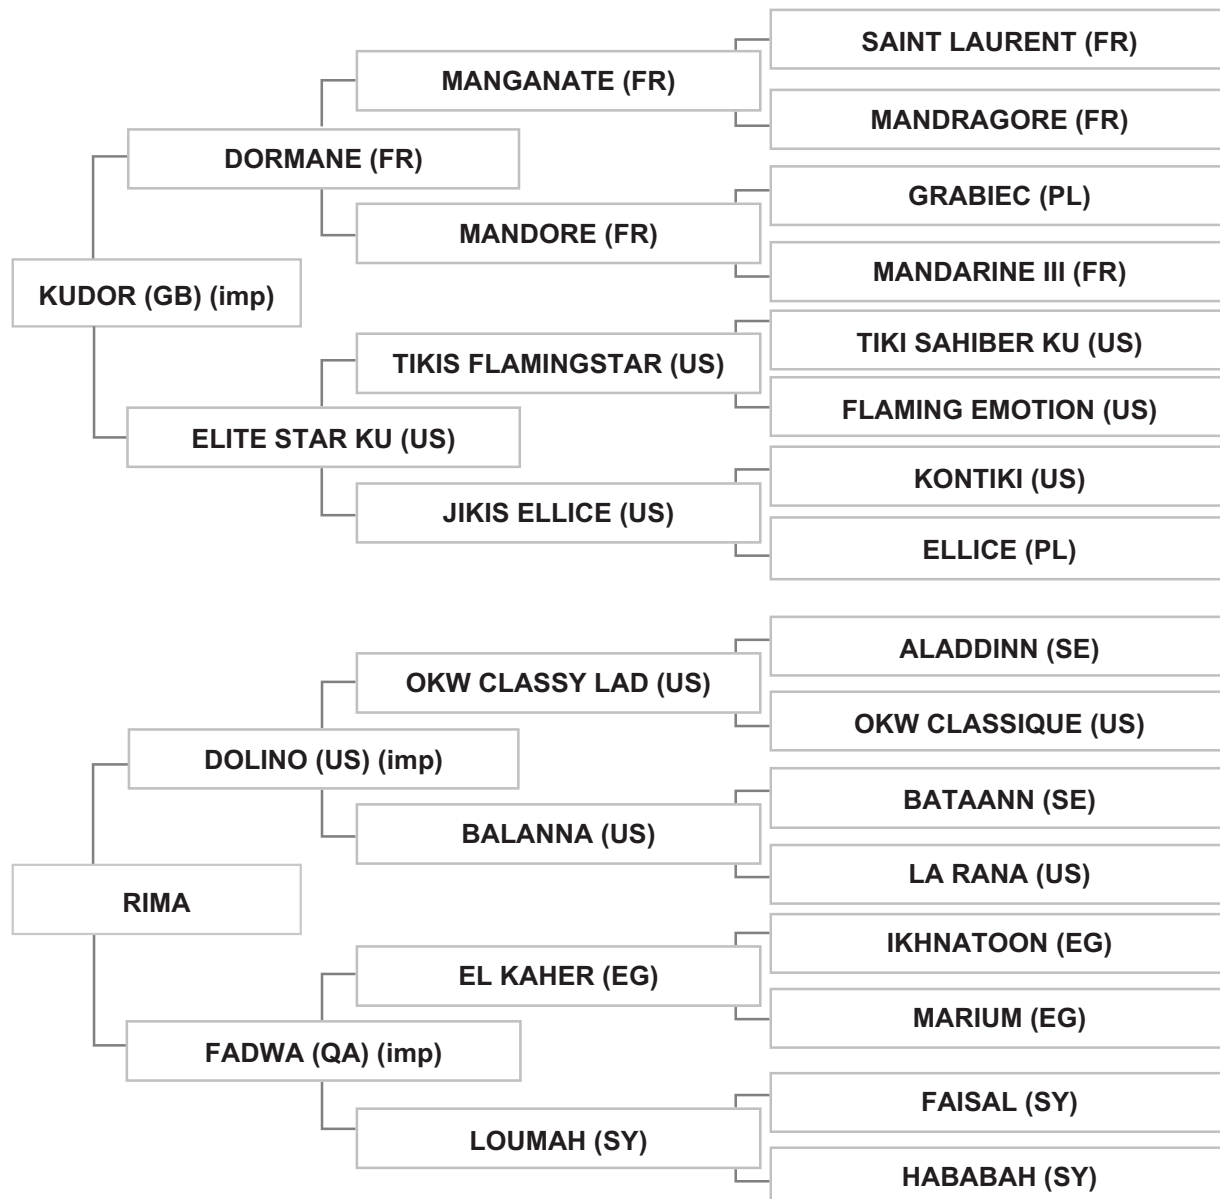 SAINT LAURENT (FR)
MANGANATE (FR)
MANDRAGORE (FR)
DORMANE (FR)
GRABIEC (PL)
MANDORE (FR)
MANDARINE III (FR)
KUDOR (GB) (imp)
TIKI SAHIBER KU (US)
TIKIS FLAMINGSTAR (US)
FLAMING EMOTION (US)
ELITE STAR KU (US)
KONTIKI (US)
JIKIS ELLICE (US)
ELLICE (PL)
ALADDINN (SE)
OKW CLASSY LAD (US)
OKW CLASSIQUE (US)
DOLINO (US) (imp)
BATAANN (SE)
BALANNA (US)
LA RANA (US)
RIMA
IKHNATOON (EG)
EL KAHER (EG)
MARIUM (EG)
FADWA (QA) (imp)
FAISAL (SY)
LOUMAH (SY)
HABABAH (SY)